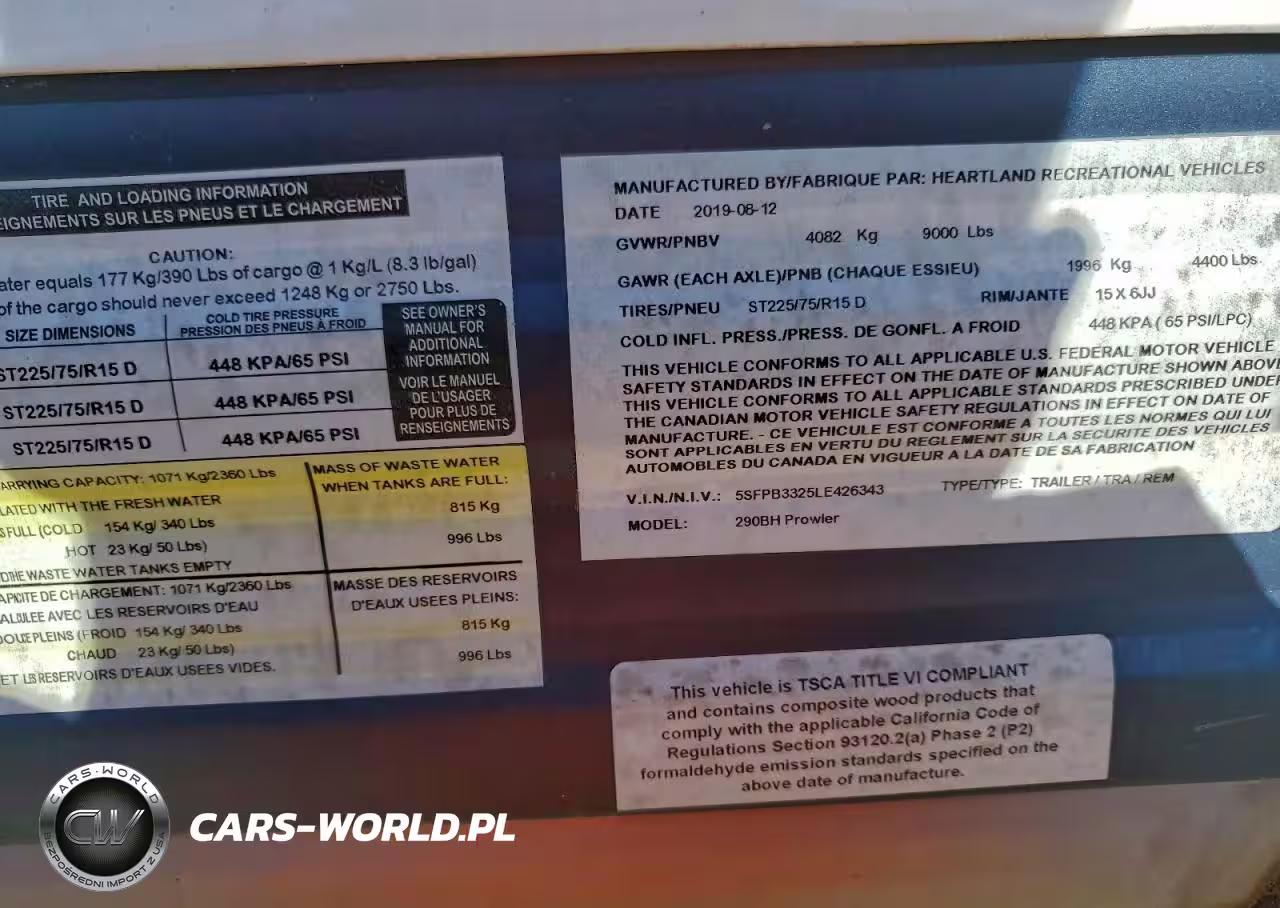 TIRE AND LOADING INFORMATION
EIGNEMENTS SUR LES PNEUS ET LE CHARGEMENT
CAUTION:
ater equals 177 Kg/390 Lbs of cargo @ 1 Kg/L (8.3 lb/gal)
of the cargo should never exceed 1248 Kg or 2750 Lbs.
SIZE DIMENSIONS
COLD TIRE PRESSURE
PRESSION DES PNEUS À FROID
ST225/75/R15 D 448 KPA/65 PSI
ST225/75/R15 D 448 KPA/65 PSI
ST225/75/R15 D 448 KPA/65 PSI
SEE OWNER'S
MANUAL FOR
ADDITIONAL
INFORMATION
VOIR LE MANUEL
DE L'USAGER
POUR PLUS DE
RENSEIGNEMENTS
ARRYING CAPACITY: 1071 Kg/2360 Lbs
LATED WITH THE FRESH WATER
SFULL (COLD 154 Kg/ 340 Lbs
HOT 23 Kg/ 50 Lbs)
THE WASTE WATER TANKS EMPTY
MASS OF WASTE WATER
WHEN TANKS ARE FULL:
815 Kg
996 Lbs
APICITE DE CHARGEMENT: 1071 Kg/2360 Lbs
ALBULEE AVEC LES RESERVOIRS D'EAU
PLEINS (FROID 154 Kg/ 340 Lbs
CHAUD 23 Kg/ 50 Lbs)
ET LES RESERVOIRS D'EAUX USEES VIDES.
MASSE DES RESERVOIRS
D'EAUX USEES PLEINS:
815 Kg
996 Lbs
MANUFACTURED BY/FABRIQUE PAR: HEARTLAND RECREATIONAL VEHICLES
DATE 2019-08-12
GVWR/PNBV 4082 Kg 9000 Lbs
GAWR (EACH AXLE)/PNB (CHAQUE ESSIEU) 1996 Kg 4400 Lbs
TIRES/PNEU ST225/75/R15 D RIM/JANTE 15 X 6JJ
COLD INFL. PRESS./PRESS. DE GONFL. A FROID 448 KPA ( 65 PSI/LPC)
THIS VEHICLE CONFORMS TO ALL APPLICABLE U.S. FEDERAL MOTOR VEHICLE
SAFETY STANDARDS IN EFFECT ON THE DATE OF MANUFACTURE SHOWN ABOVE
THIS VEHICLE CONFORMS TO ALL APPLICABLE STANDARDS PRESCRIBED UNDER
THE CANADIAN MOTOR VEHICLE SAFETY REGULATIONS IN EFFECT ON DATE OF
MANUFACTURE. - CE VEHICULE EST CONFORME A TOUTES LES NORMES QUI LUI
SONT APPLICABLES EN VERTU DU REGLEMENT SUR LA SECURITE DES VEHICLES
AUTOMOBILES DU CANADA EN VIGUEUR A LA DATE DE SA FABRICATION
V.I.N./N.I.V.: 5SFPB3325LE426343 TYPE/TYPE: TRAILER / TRA / REM
MODEL: 290BH Prowler
This vehicle is TSCA TITLE VI COMPLIANT
and contains composite wood products that
comply with the applicable California Code of
Regulations Section 93120.2(a) Phase 2 (P2)
formaldehyde emission standards specified on the
above date of manufacture.
CARS-WORLD
CW
BEZPOŚREDNI IMPORT Z USA
CARS-WORLD.PL